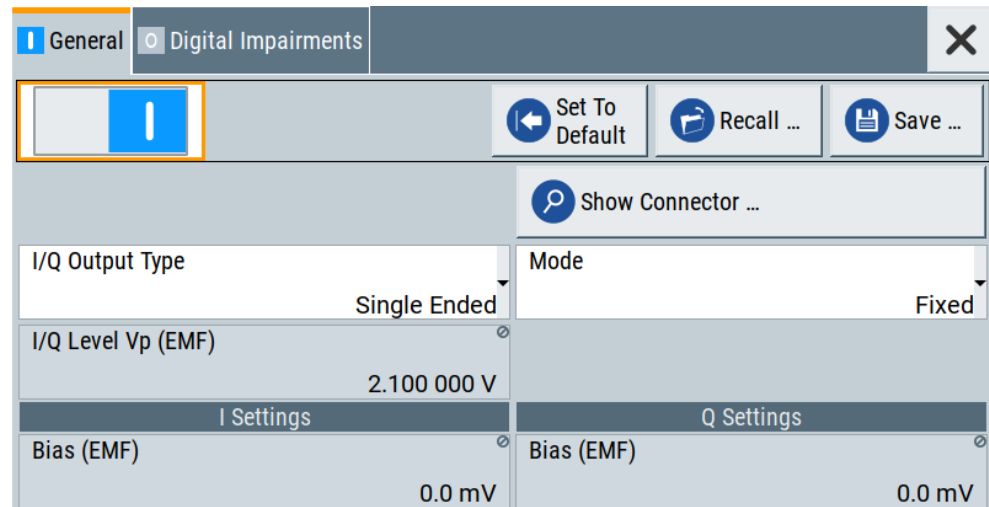 General Digital Impairments
Set To
Default
Recall ...
Save ...
Show Connector ...
I/Q Output Type
Single Ended
Mode
Fixed
I/Q Level Vp (EMF)
2.100 000 V
I Settings
Q Settings
Bias (EMF)
0.0 mV
Bias (EMF)
0.0 mV